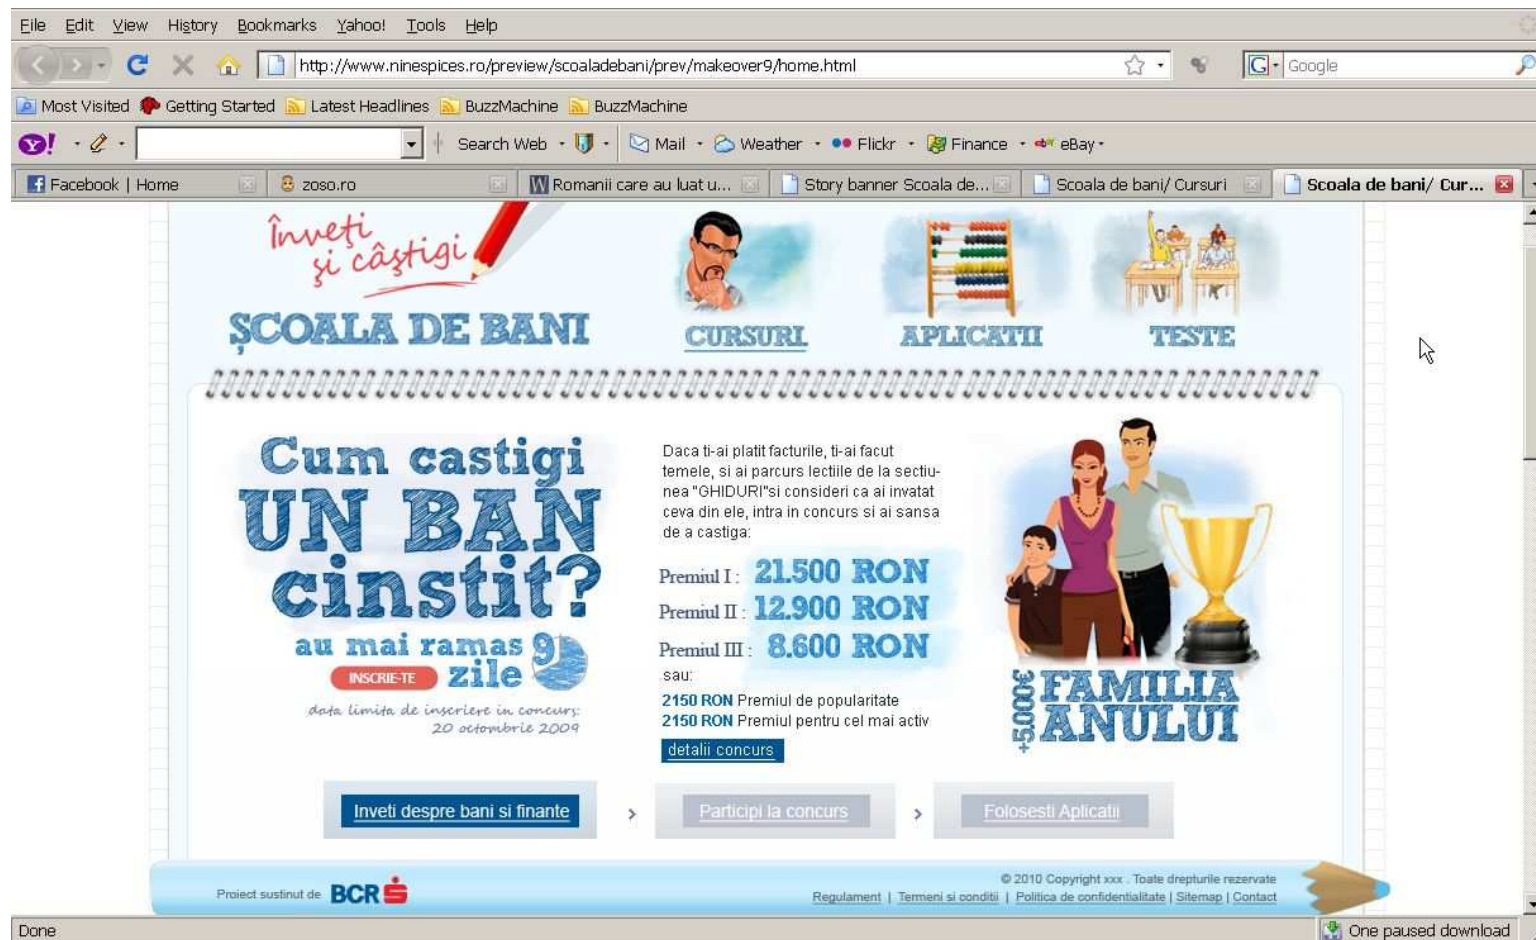 File Edit View History Bookmarks Yahoo! Tools Help
http://www.ninespices.ro/preview/scoaladebani/prev/makeover9/home.html
G Google
Most Visited Getting Started Latest Headlines BuzzMachine BuzzMachine
Y! Search Web Mail Weather Flickr Finance eBay
Facebook | Home zoso.ro Romanii care au luat u... Story banner Scoala de... Scoala de bani/ Cursuri Scoala de bani/ Cur...
Înveți
şi câştigi
ŞCOALA DE BANI
CURSURI
APLICATII
TESTE
Cum castigi
UN BAN
cinstit?
au mai ramas 9
INSCRIE-TE zile
data limita de inscriere in concurs:
20 octombrie 2009
Daca ti-ai platit facturile, ti-ai facut
temele, si ai parcurs lectiile de la sectiu-
nea "GHIDURI"si consideri ca ai invatat
ceva din ele, intra in concurs si ai sansa
de a castiga:
Premiul I : 21.500 RON
Premiul II : 12.900 RON
Premiul III : 8.600 RON
sau:
2150 RON Premiul de popularitate
2150 RON Premiul pentru cel mai activ
detalii concurs
+5.000€
FAMILIA
ANULUI
Inveti despre bani si finante › Participi la concurs › Folosesti Aplicatii
Proiect sustinut de BCR
© 2010 Copyright xxx . Toate drepturile rezervate
Regulament | Termeni si conditii | Politica de confidentialitate | Sitemap | Contact
Done
One paused download